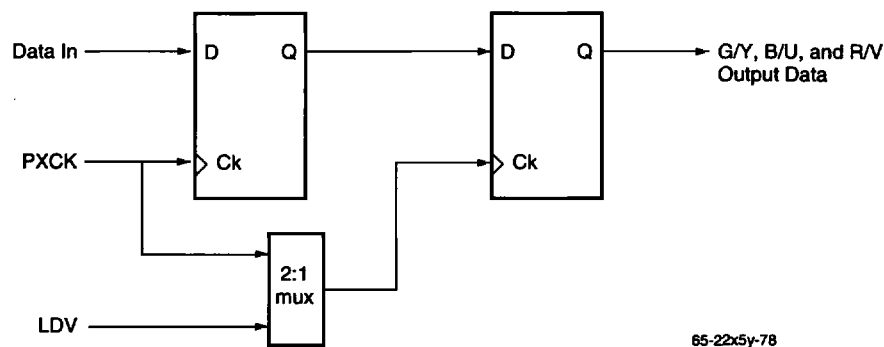 Data In
D
Q
D
Q
G/Y, B/U, and R/V
Output Data
PXCK
Ck
Ck
2:1
mux
LDV
65-22x5y-78